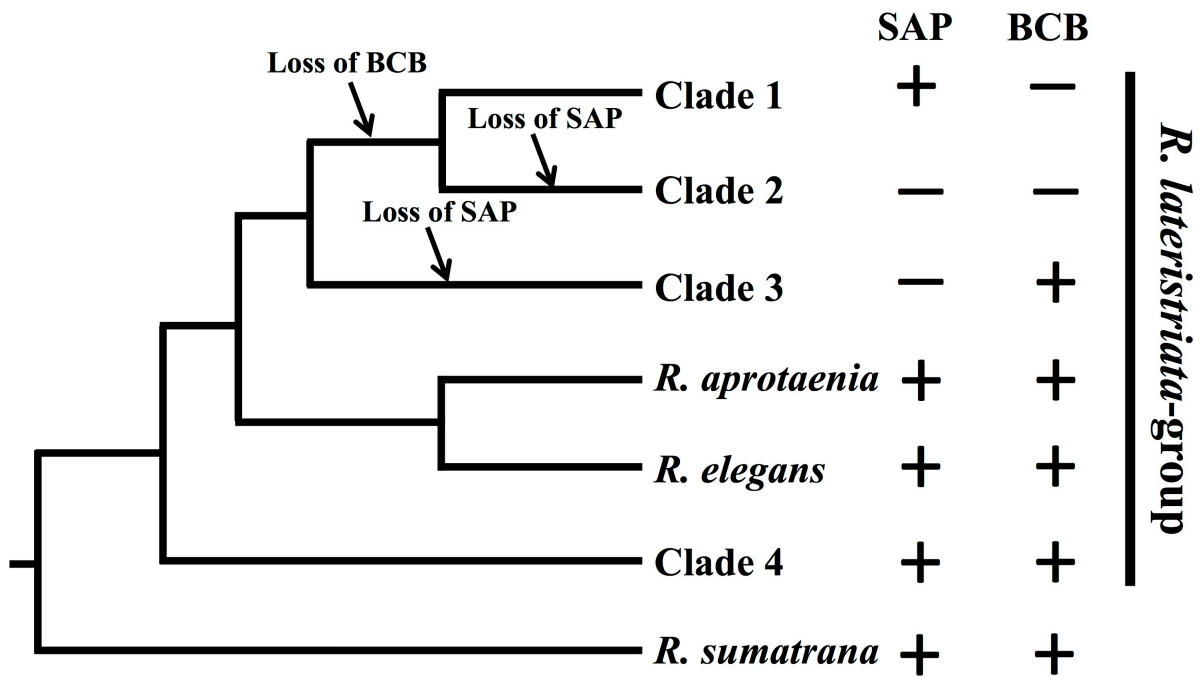 SAP BCB
Loss of BCB
Clade 1 + −
Loss of SAP
Clade 2 − −
Loss of SAP
Clade 3 − +
R. aprotaenia + +
R. elegans + +
Clade 4 + +
R. sumatrana + +
R. lateristriata-group